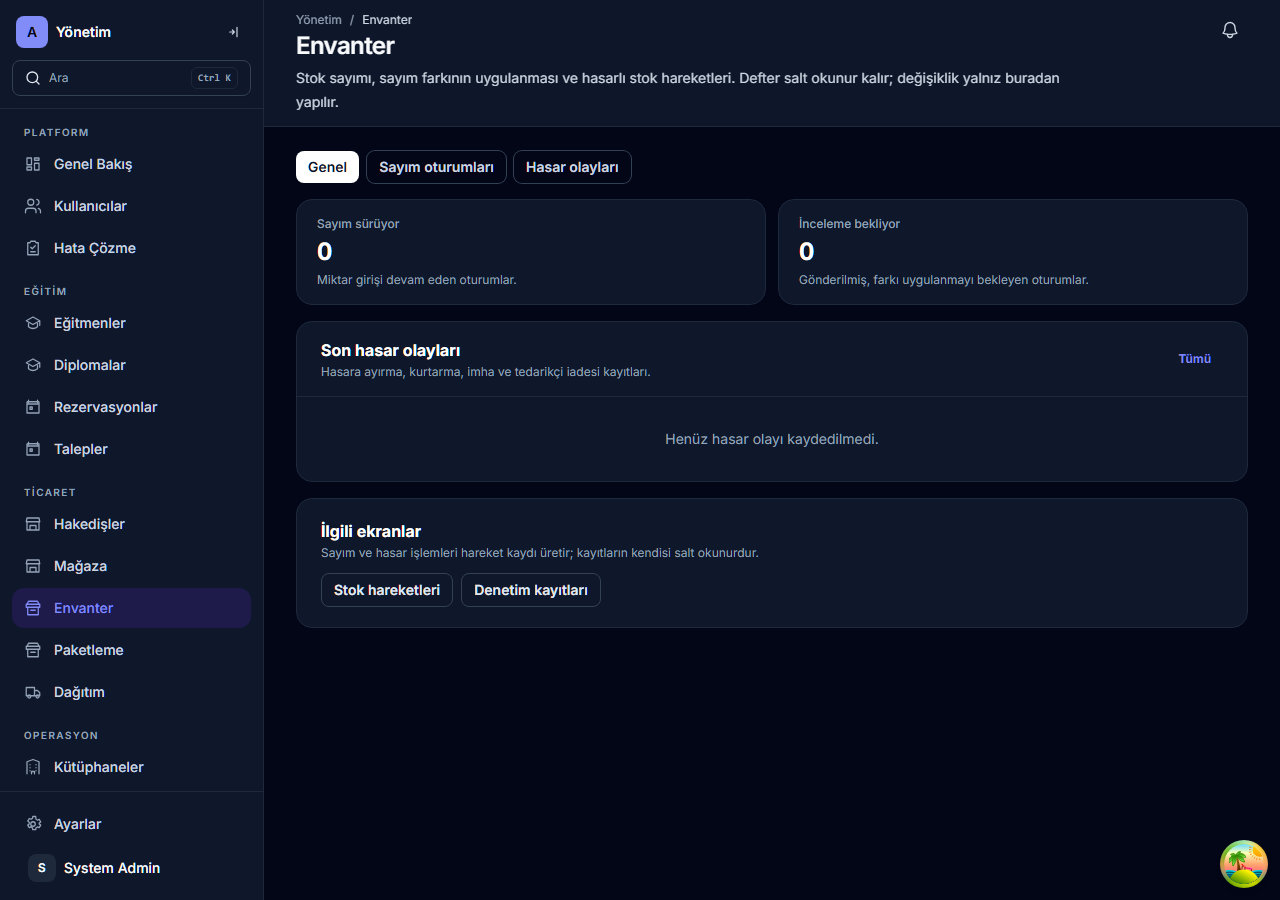 A Yönetim
Ara Ctrl K
PLATFORM
Genel Bakış
Kullanıcılar
Hata Çözme
EĞİTİM
Eğitmenler
Diplomalar
Rezervasyonlar
Talepler
TİCARET
Hakedişler
Mağaza
Envanter
Paketleme
Dağıtım
OPERASYON
Kütüphaneler
Ayarlar
S System Admin
Yönetim / Envanter
Envanter
Stok sayımı, sayım farkının uygulanması ve hasarlı stok hareketleri. Defter salt okunur kalır; değişiklik yalnız buradan
yapılır.
Genel Sayım oturumları Hasar olayları
Sayım sürüyor
0
Miktar girişi devam eden oturumlar.
İnceleme bekliyor
0
Gönderilmiş, farkı uygulanmayı bekleyen oturumlar.
Son hasar olayları
Hasara ayırma, kurtarma, imha ve tedarikçi iadesi kayıtları.
Tümü
Henüz hasar olayı kaydedilmedi.
İlgili ekranlar
Sayım ve hasar işlemleri hareket kaydı üretir; kayıtların kendisi salt okunurdur.
Stok hareketleri Denetim kayıtları